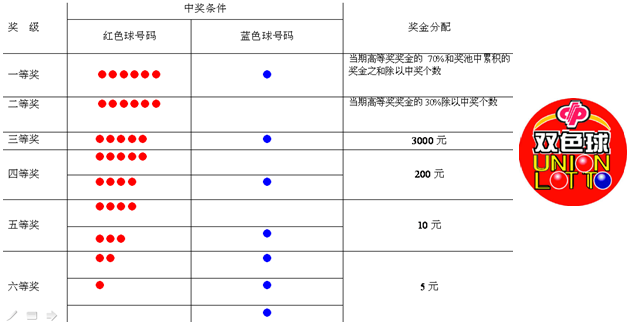 中奖条件
奖 级
红色球号码
蓝色球号码
奖金分配
一等奖
当期高等奖奖金的 70%和奖池中累积的
奖金之和除以中奖个数
二等奖
当期高等奖奖金的30%除以中奖个数
三等奖
3000 元
四等奖
200 元
五等奖
10 元
六等奖
5 元
双色球
UNION
LOTTO